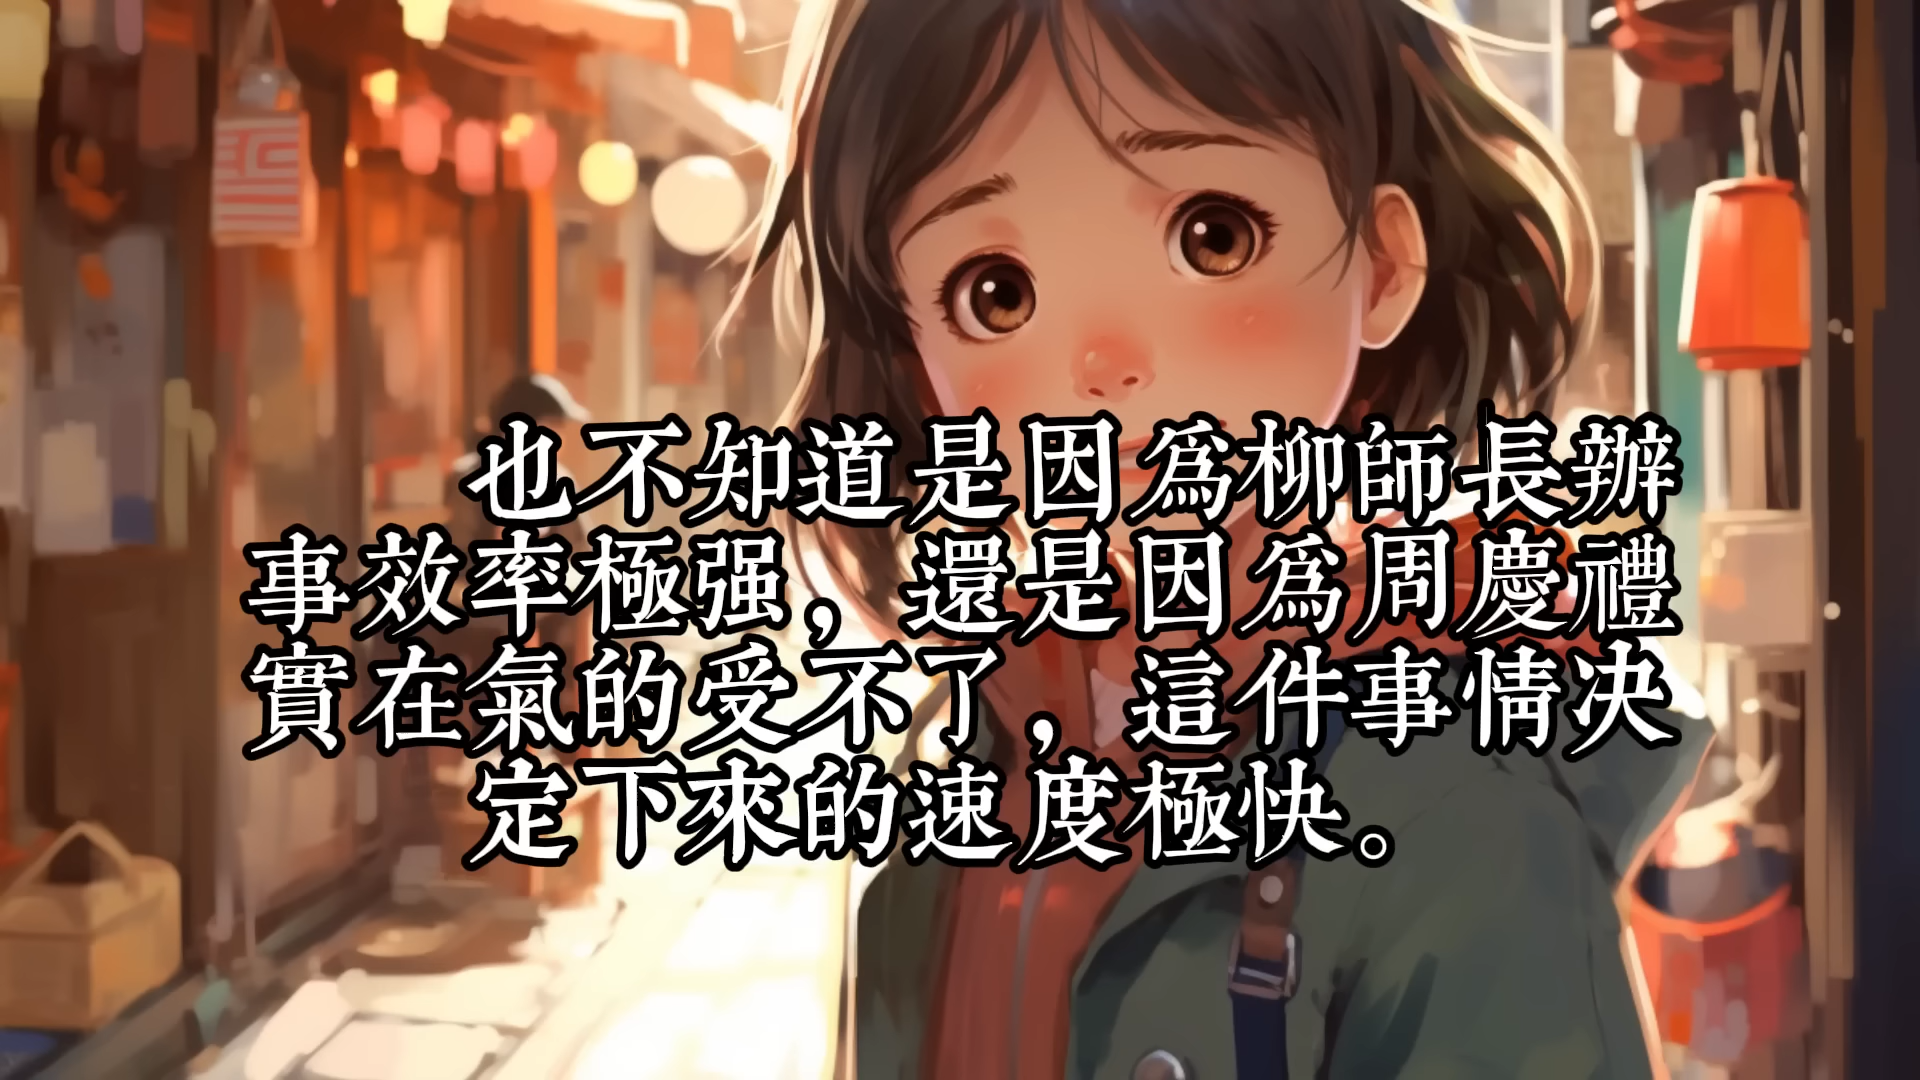 也不知道是因爲柳師長辦
事效率極强，還是因爲周慶禮
實在氣的受不了，這件事情决
定下來的速度極快。